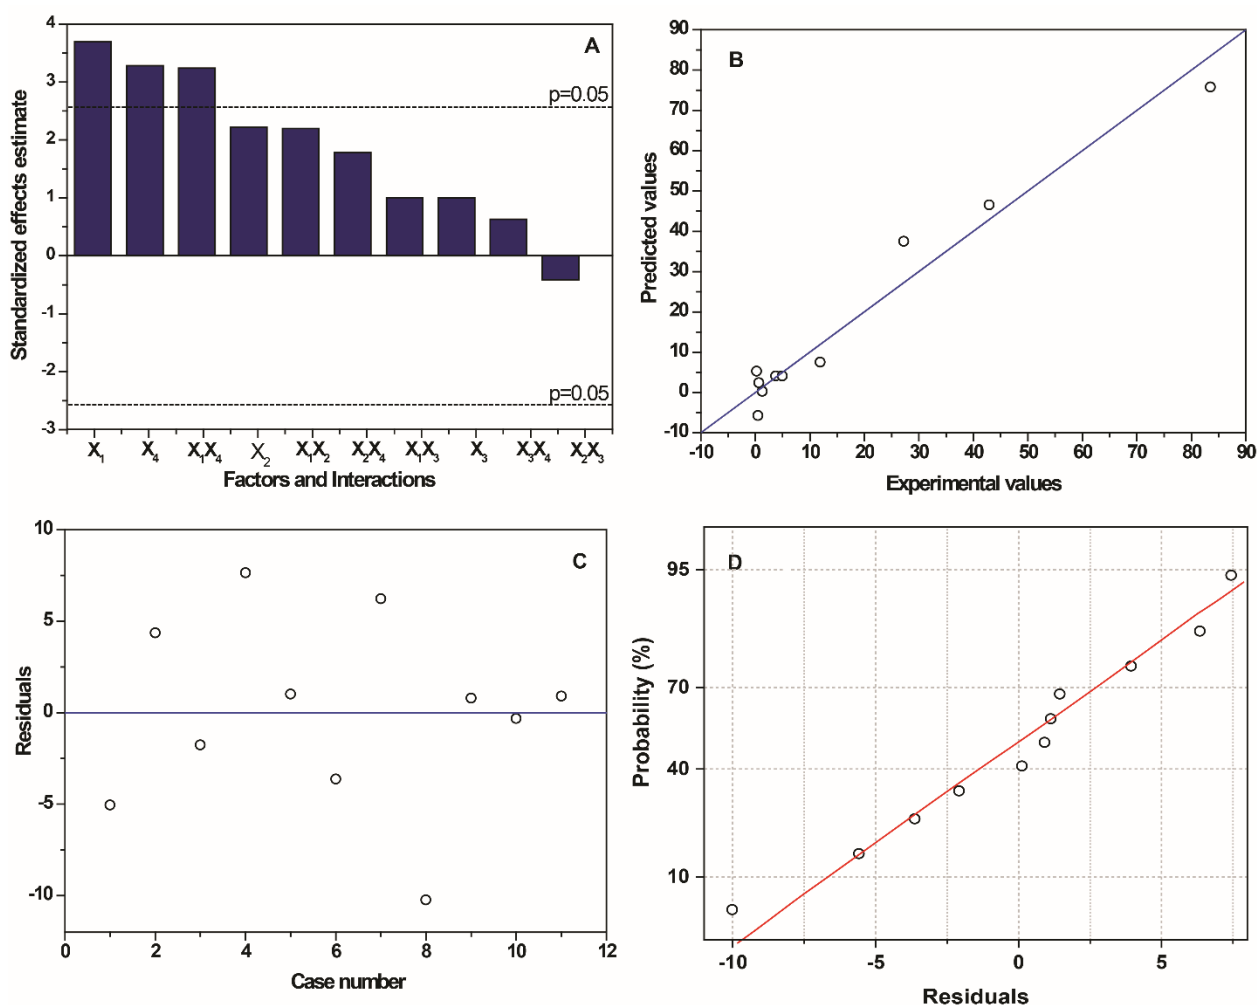 A
4
3
2
1
0
-1
-2
-3
p=0.05
p=0.05
Standardized effects estimate
X₁ X₄ X₁X₄ X₂ X₁X₂ X₂X₄ X₁X₃ X₃ X₃X₄ X₂X₃
Factors and Interactions
B
90
80
70
60
50
40
30
20
10
0
-10
Predicted values
-10 0 10 20 30 40 50 60 70 80 90
Experimental values
C
10
5
0
-5
-10
Residuals
0 2 4 6 8 10 12
Case number
D
95
70
40
10
Probability (%)
-10 -5 0 5
Residuals